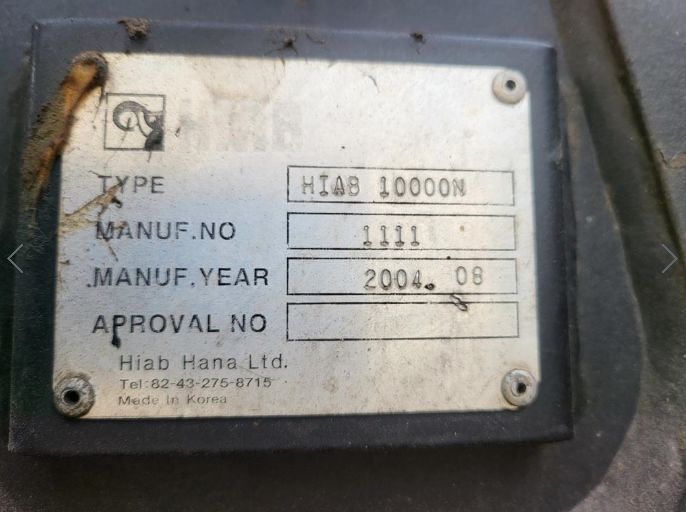 HIAB
TYPE HIAB 10000N
MANUF.NO 1111
MANUF.YEAR 2004. 08
APROVAL NO
Hiab Hana Ltd.
Tel:82-43-275-8715
Made In Korea